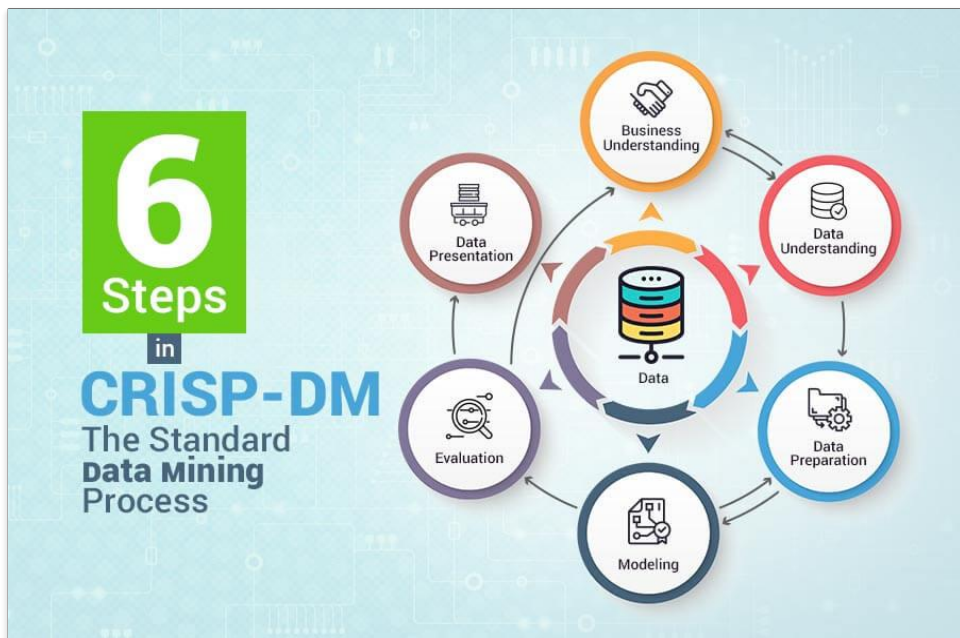 6
Steps
in
CRISP-DM
The Standard
Data Mining
Process
Business
Understanding
Data
Understanding
Data
Preparation
Modeling
Evaluation
Data
Presentation
Data